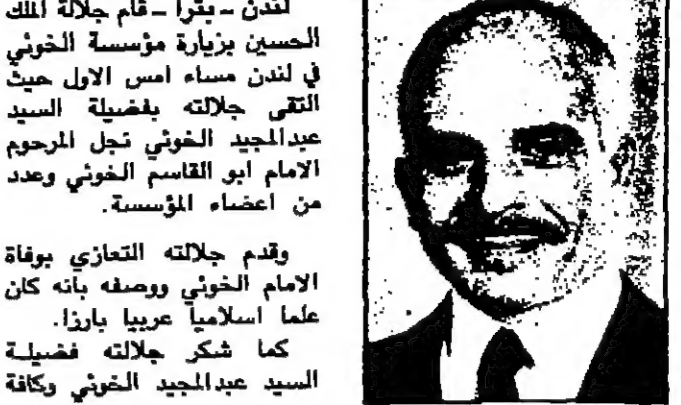 لندن ـ بترا ـ قام جلالة الملك
الحسين بزيارة مؤسسة الخوئي
في لندن مساء امس الاول حيث
التقى جلالته بفضيلة السيد
عبدالمجيد الخوئي نجل المرحوم
الامام ابو القاسم الخوئي وعدد
من اعضاء المؤسسة.
وقدم جلالته التعازي بوفاة
الامام الخوئي ووصفه بانه كان
علما اسلامياً عربيا بارزا.
كما شكر جلالته فضيلة
السيد عبدالمجيد الخوئي وكافة